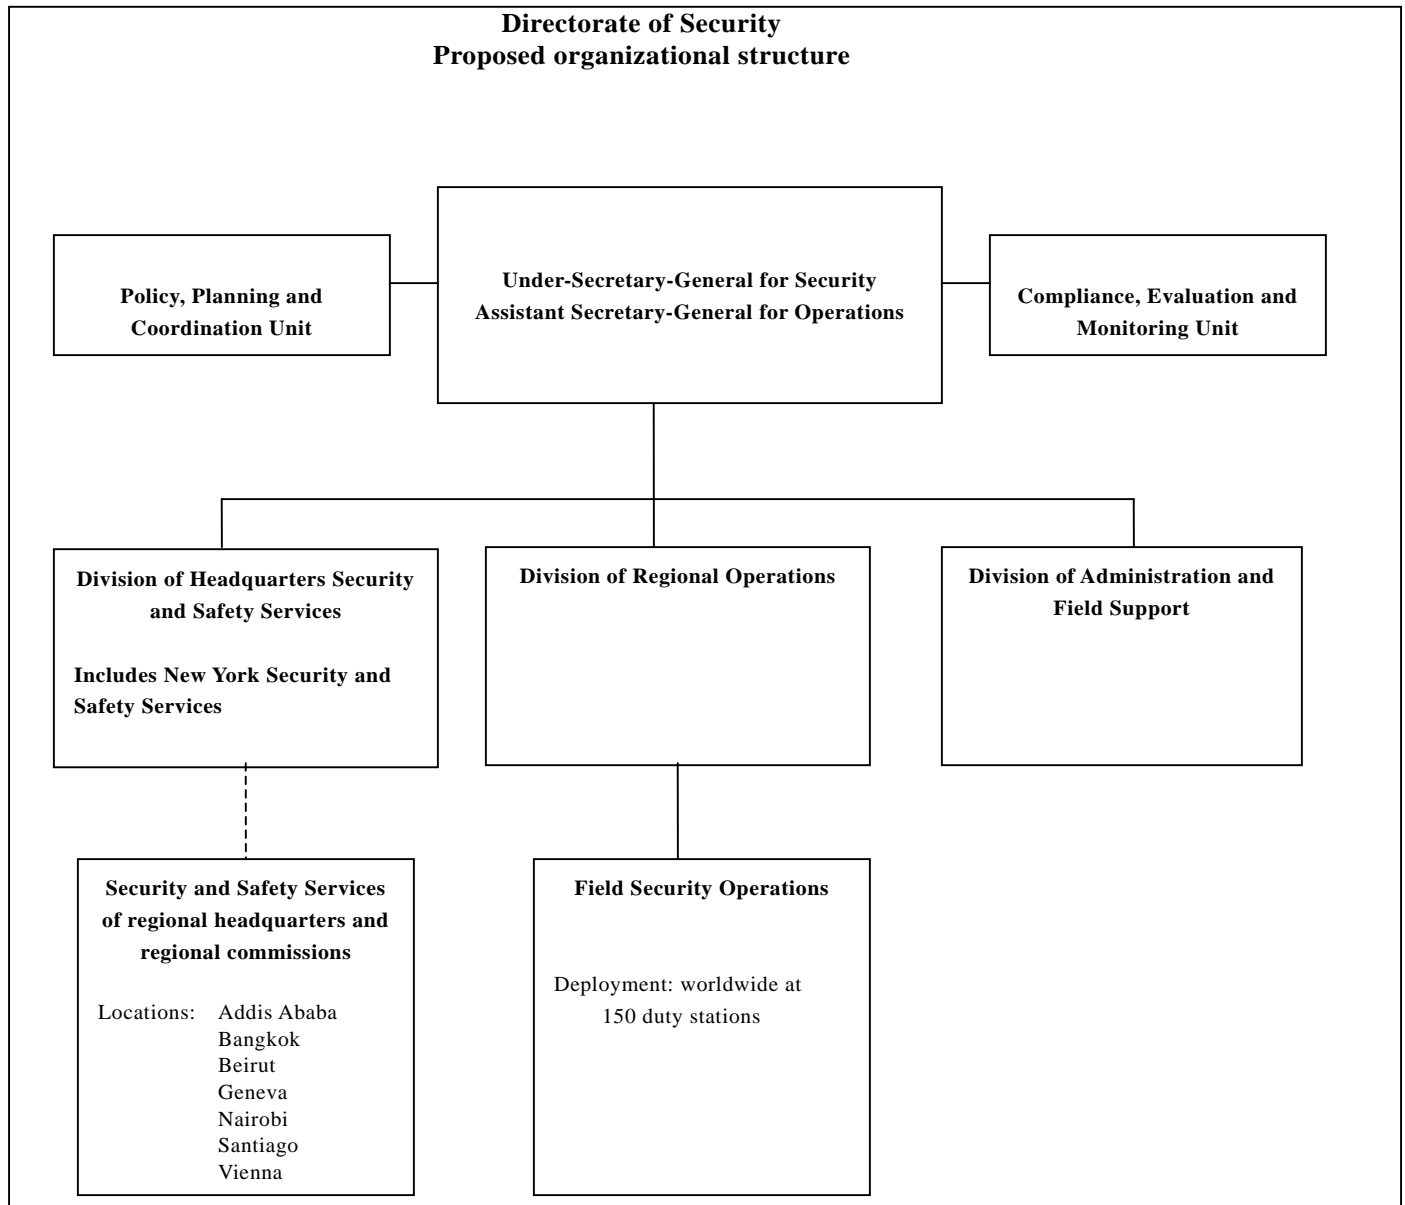 Directorate of Security
Proposed organizational structure
Policy, Planning and
Coordination Unit
Under-Secretary-General for Security
Assistant Secretary-General for Operations
Compliance, Evaluation and
Monitoring Unit
Division of Headquarters Security
and Safety Services
Includes New York Security and
Safety Services
Division of Regional Operations
Division of Administration and
Field Support
Security and Safety Services
of regional headquarters and
regional commissions
Locations: Addis Ababa
Bangkok
Beirut
Geneva
Nairobi
Santiago
Vienna
Field Security Operations
Deployment: worldwide at
150 duty stations